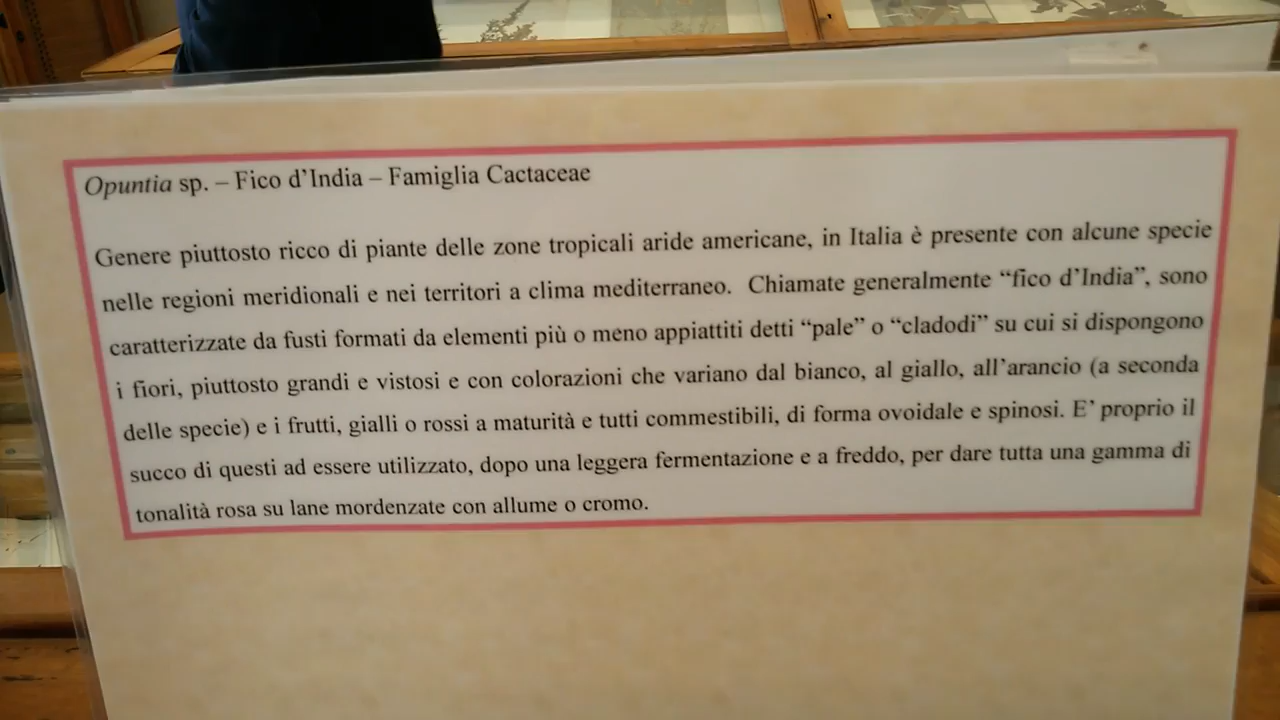 Opuntia sp. – Fico d’India – Famiglia Cactaceae
Genere piuttosto ricco di piante delle zone tropicali aride americane, in Italia è presente con alcune specie
nelle regioni meridionali e nei territori a clima mediterraneo.  Chiamate generalmente “fico d’India”, sono
caratterizzate da fusti formati da elementi più o meno appiattiti detti “pale” o “cladodi” su cui si dispongono
i fiori, piuttosto grandi e vistosi e con colorazioni che variano dal bianco, al giallo, all’arancio (a seconda
delle specie) e i frutti, gialli o rossi a maturità e tutti commestibili, di forma ovoidale e spinosi. E’ proprio il
succo di questi ad essere utilizzato, dopo una leggera fermentazione e a freddo, per dare tutta una gamma di
tonalità rosa su lane mordenzate con allume o cromo.